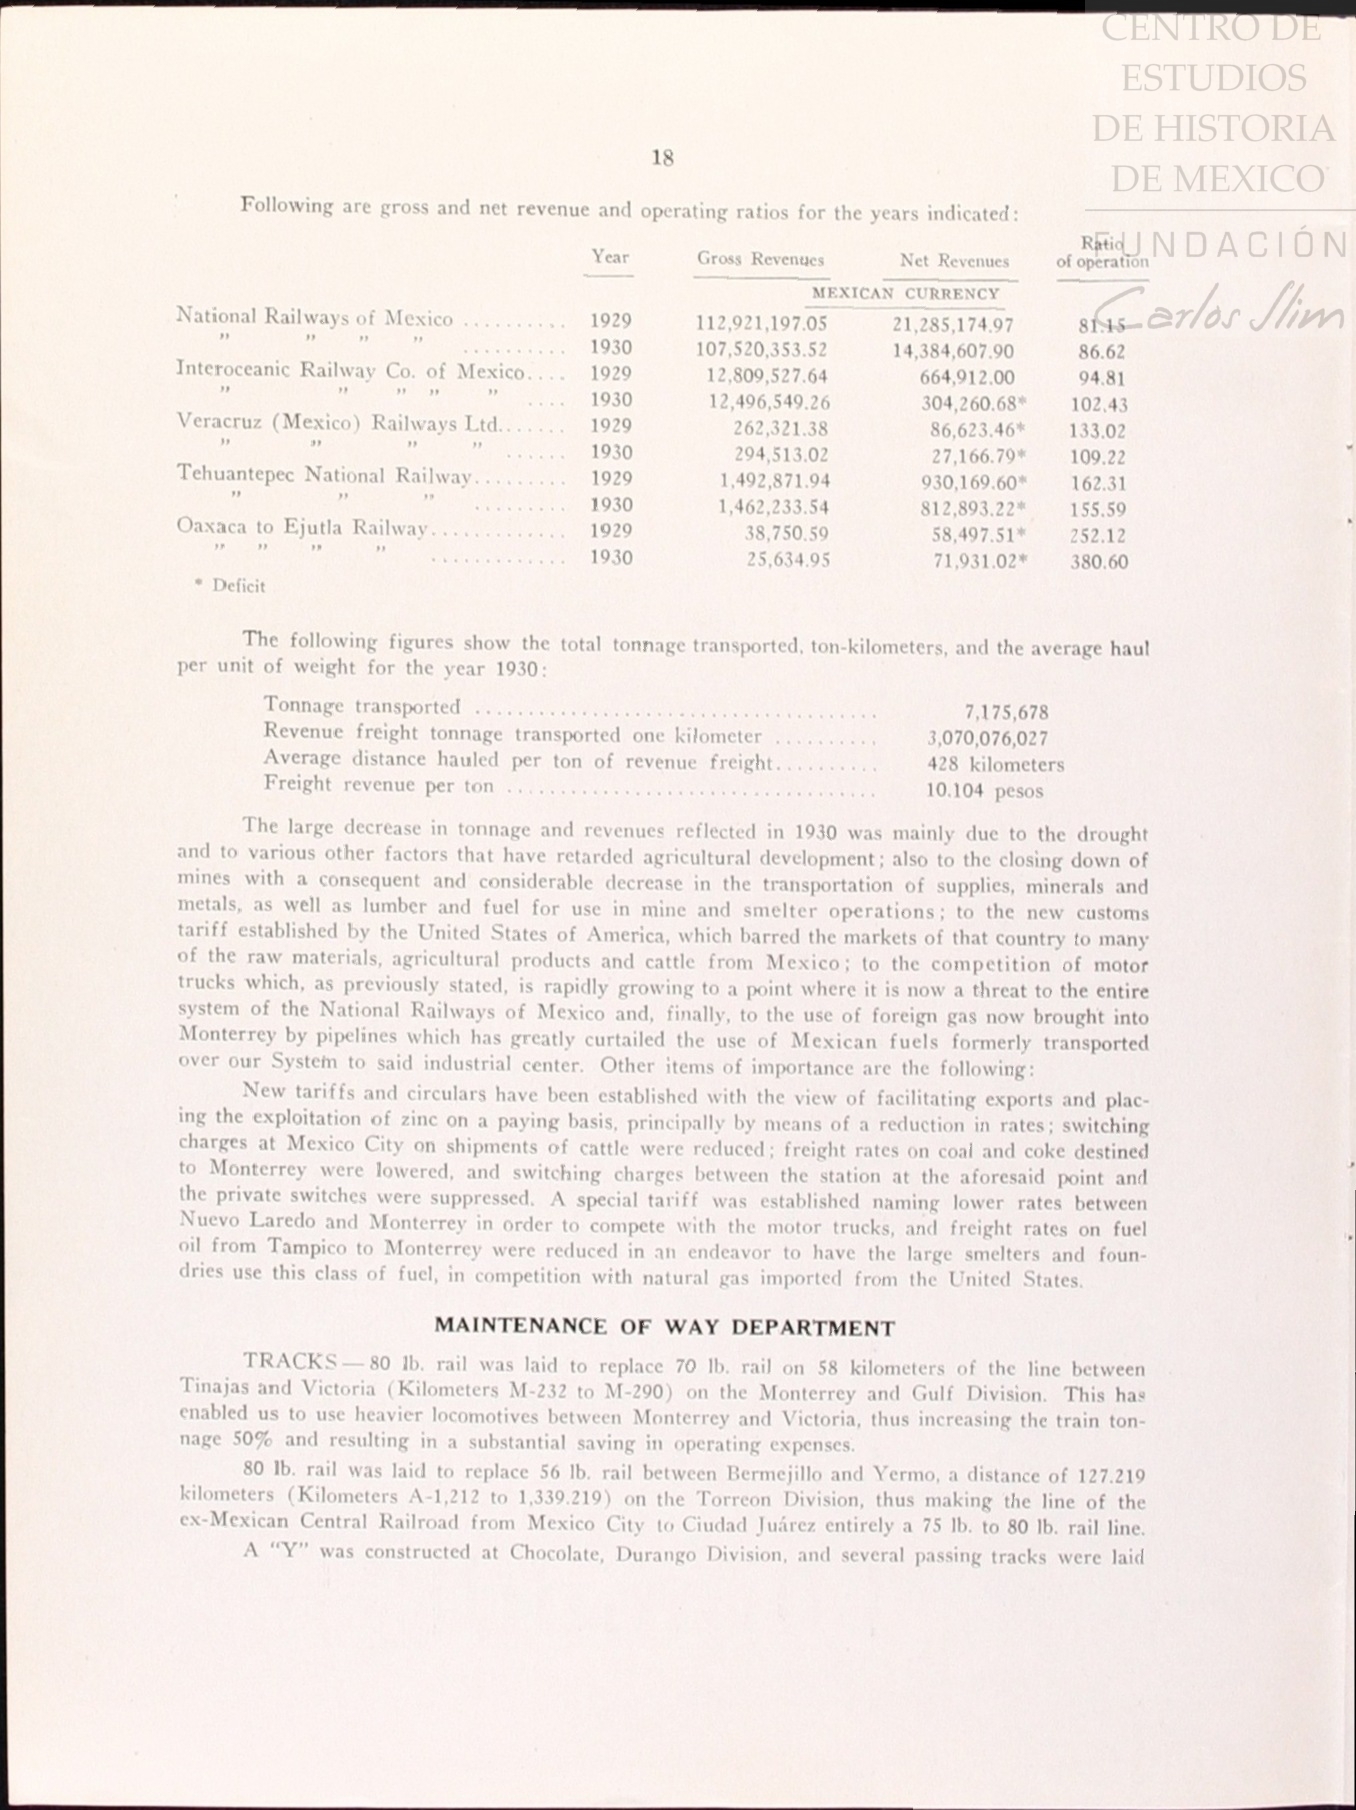 CENTRO DE
ESTUDIOS
DE HISTORIA
DE MEXICO
FUNDACIÓN
Carlos Slim
18
Following are gross and net revenue and operating ratios for the years indicated:
Year Gross Revenues Net Revenues Ratio of operation
MEXICAN CURRENCY
National Railways of Mexico .......... 1929 112,921,197.05 21,285,174.97 81.15
" " " " .......... 1930 107,520,353.52 14,384,607.90 86.62
Interoceanic Railway Co. of Mexico.... 1929 12,809,527.64 664,912.00 94.81
" " " " " .... 1930 12,496,549.26 304,260.68* 102.43
Veracruz (Mexico) Railways Ltd....... 1929 262,321.38 86,623.46* 133.02
" " " " ...... 1930 294,513.02 27,166.79* 109.22
Tehuantepec National Railway......... 1929 1,492,871.94 930,169.60* 162.31
" " " ......... 1930 1,462,233.54 812,893.22* 155.59
Oaxaca to Ejutla Railway............. 1929 38,750.59 58,497.51* 252.12
" " " " ............. 1930 25,634.95 71,931.02* 380.60
* Deficit
The following figures show the total tonnage transported, ton-kilometers, and the average haul
per unit of weight for the year 1930:
Tonnage transported ..................................... 7,175,678
Revenue freight tonnage transported one kilometer .......... 3,070,076,027
Average distance hauled per ton of revenue freight.......... 428 kilometers
Freight revenue per ton .................................. 10.104 pesos
The large decrease in tonnage and revenues reflected in 1930 was mainly due to the drought
and to various other factors that have retarded agricultural development; also to the closing down of
mines with a consequent and considerable decrease in the transportation of supplies, minerals and
metals, as well as lumber and fuel for use in mine and smelter operations; to the new customs
tariff established by the United States of America, which barred the markets of that country to many
of the raw materials, agricultural products and cattle from Mexico; to the competition of motor
trucks which, as previously stated, is rapidly growing to a point where it is now a threat to the entire
system of the National Railways of Mexico and, finally, to the use of foreign gas now brought into
Monterrey by pipelines which has greatly curtailed the use of Mexican fuels formerly transported
over our System to said industrial center. Other items of importance are the following:
New tariffs and circulars have been established with the view of facilitating exports and plac-
ing the exploitation of zinc on a paying basis, principally by means of a reduction in rates; switching
charges at Mexico City on shipments of cattle were reduced; freight rates on coal and coke destined
to Monterrey were lowered, and switching charges between the station at the aforesaid point and
the private switches were suppressed. A special tariff was established naming lower rates between
Nuevo Laredo and Monterrey in order to compete with the motor trucks, and freight rates on fuel
oil from Tampico to Monterrey were reduced in an endeavor to have the large smelters and foun-
dries use this class of fuel, in competition with natural gas imported from the United States.
MAINTENANCE OF WAY DEPARTMENT
TRACKS — 80 lb. rail was laid to replace 70 lb. rail on 58 kilometers of the line between
Tinajas and Victoria (Kilometers M-232 to M-290) on the Monterrey and Gulf Division. This has
enabled us to use heavier locomotives between Monterrey and Victoria, thus increasing the train ton-
nage 50% and resulting in a substantial saving in operating expenses.
80 lb. rail was laid to replace 56 lb. rail between Bermejillo and Yermo, a distance of 127.219
kilometers (Kilometers A-1,212 to 1,339.219) on the Torreon Division, thus making the line of the
ex-Mexican Central Railroad from Mexico City to Ciudad Juárez entirely a 75 lb. to 80 lb. rail line.
A "Y" was constructed at Chocolate, Durango Division, and several passing tracks were laid